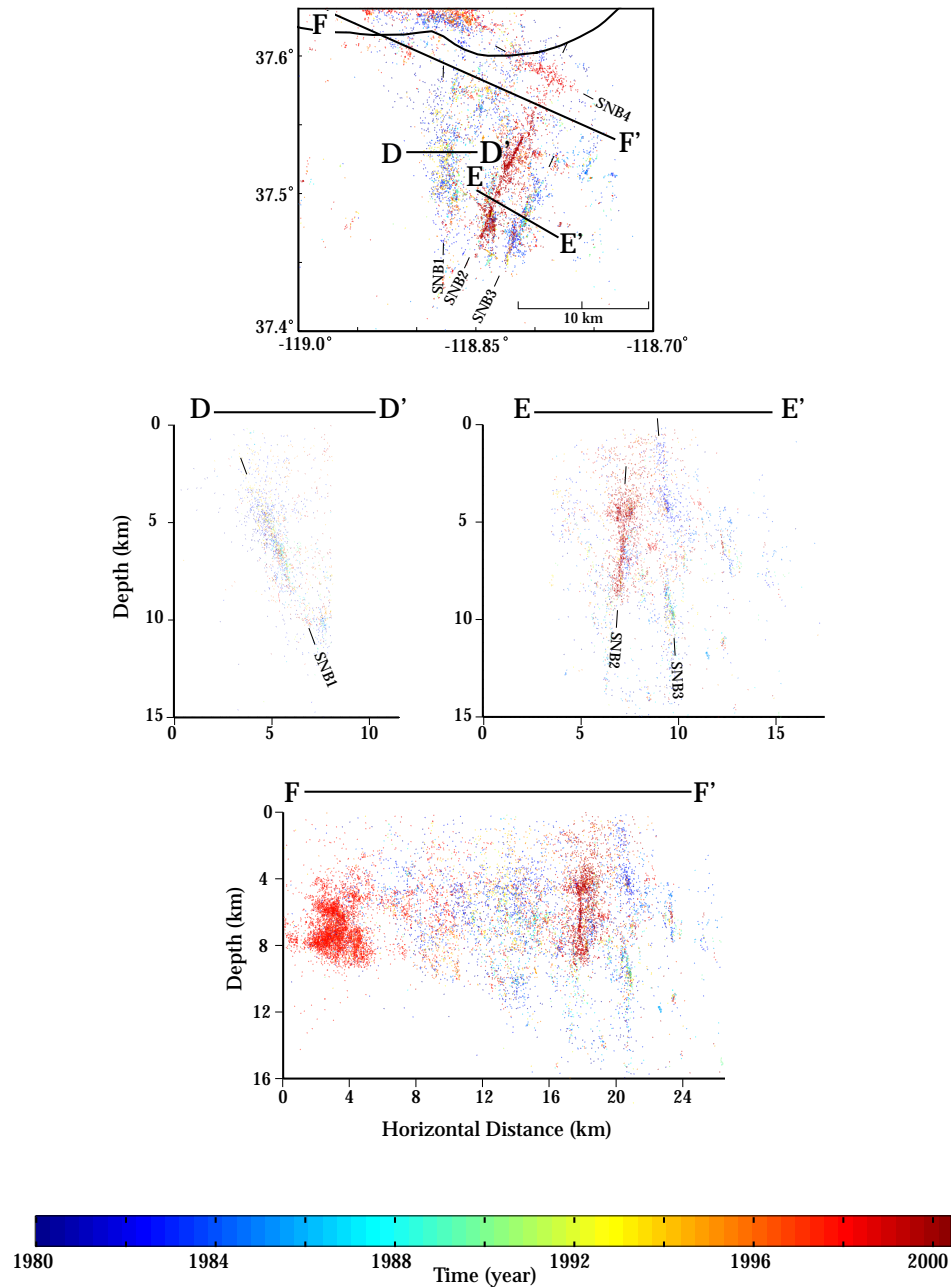 F
37.6°
SNB4
F'
D D'
E
37.5°
E'
SNB1
SNB2
SNB3
10 km
37.4°
-119.0° -118.85° -118.70°
D D' E E'
0 0
5 5
Depth (km)
10 10
SNB1 SNB2 SNB3
15 15
0 5 10 0 5 10 15
F F'
0
4
Depth (km)
8
12
16
0 4 8 12 16 20 24
Horizontal Distance (km)
1980 1984 1988 1992 1996 2000
Time (year)